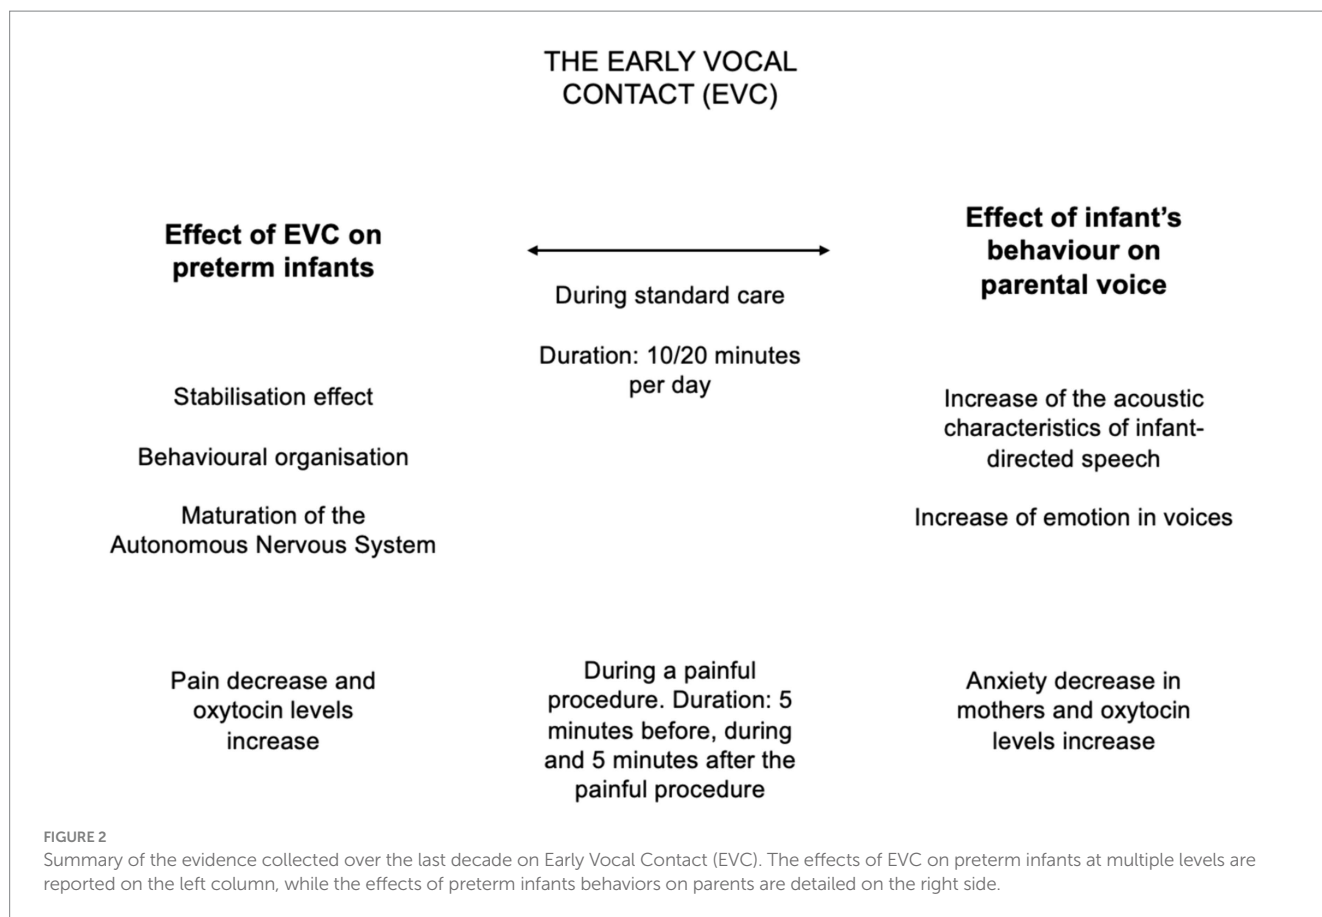 THE EARLY VOCAL
CONTACT (EVC)
Effect of EVC on
preterm infants
Stabilisation effect
Behavioural organisation
Maturation of the
Autonomous Nervous System
Pain decrease and
oxytocin levels
increase
During standard care
Duration: 10/20 minutes
per day
During a painful
procedure. Duration: 5
minutes before, during
and 5 minutes after the
painful procedure
Effect of infant's
behaviour on
parental voice
Increase of the acoustic
characteristics of infant-
directed speech
Increase of emotion in voices
Anxiety decrease in
mothers and oxytocin
levels increase
FIGURE 2
Summary of the evidence collected over the last decade on Early Vocal Contact (EVC). The effects of EVC on preterm infants at multiple levels are
reported on the left column, while the effects of preterm infants behaviors on parents are detailed on the right side.